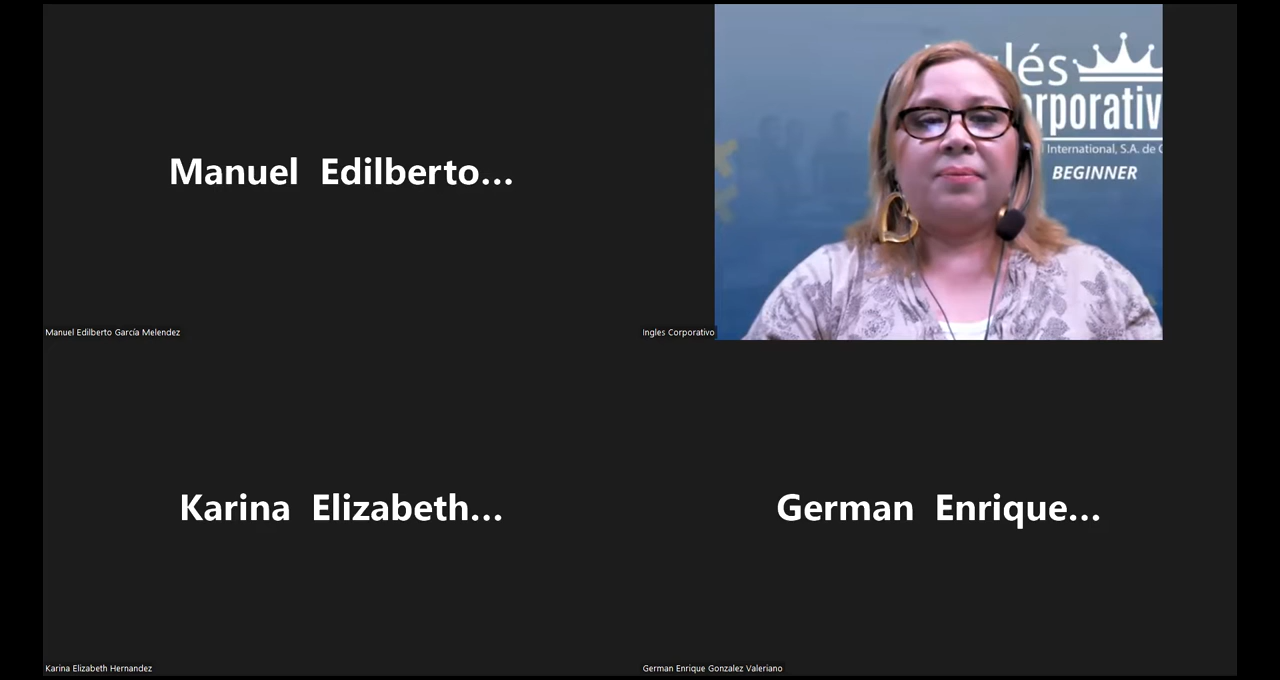 Manuel Edilberto...
Manuel Edilberto García Melendez
Inglés
Corporativo
International, S.A. de C
BEGINNER
Ingles Corporativo
Karina Elizabeth...
Karina Elizabeth Hernandez
German Enrique...
German Enrique Gonzalez Valeriano